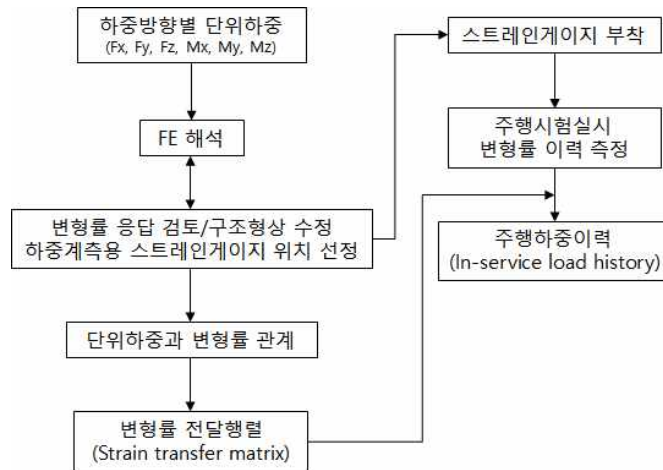 하중방향별 단위하중
(Fx, Fy, Fz, Mx, My, Mz)
FE 해석
변형률 응답 검토/구조형상 수정
하중계측용 스트레인게이지 위치 선정
단위하중과 변형률 관계
변형률 전달행렬
(Strain transfer matrix)
스트레인게이지 부착
주행시험실시
변형률 이력 측정
주행하중이력
(In-service load history)